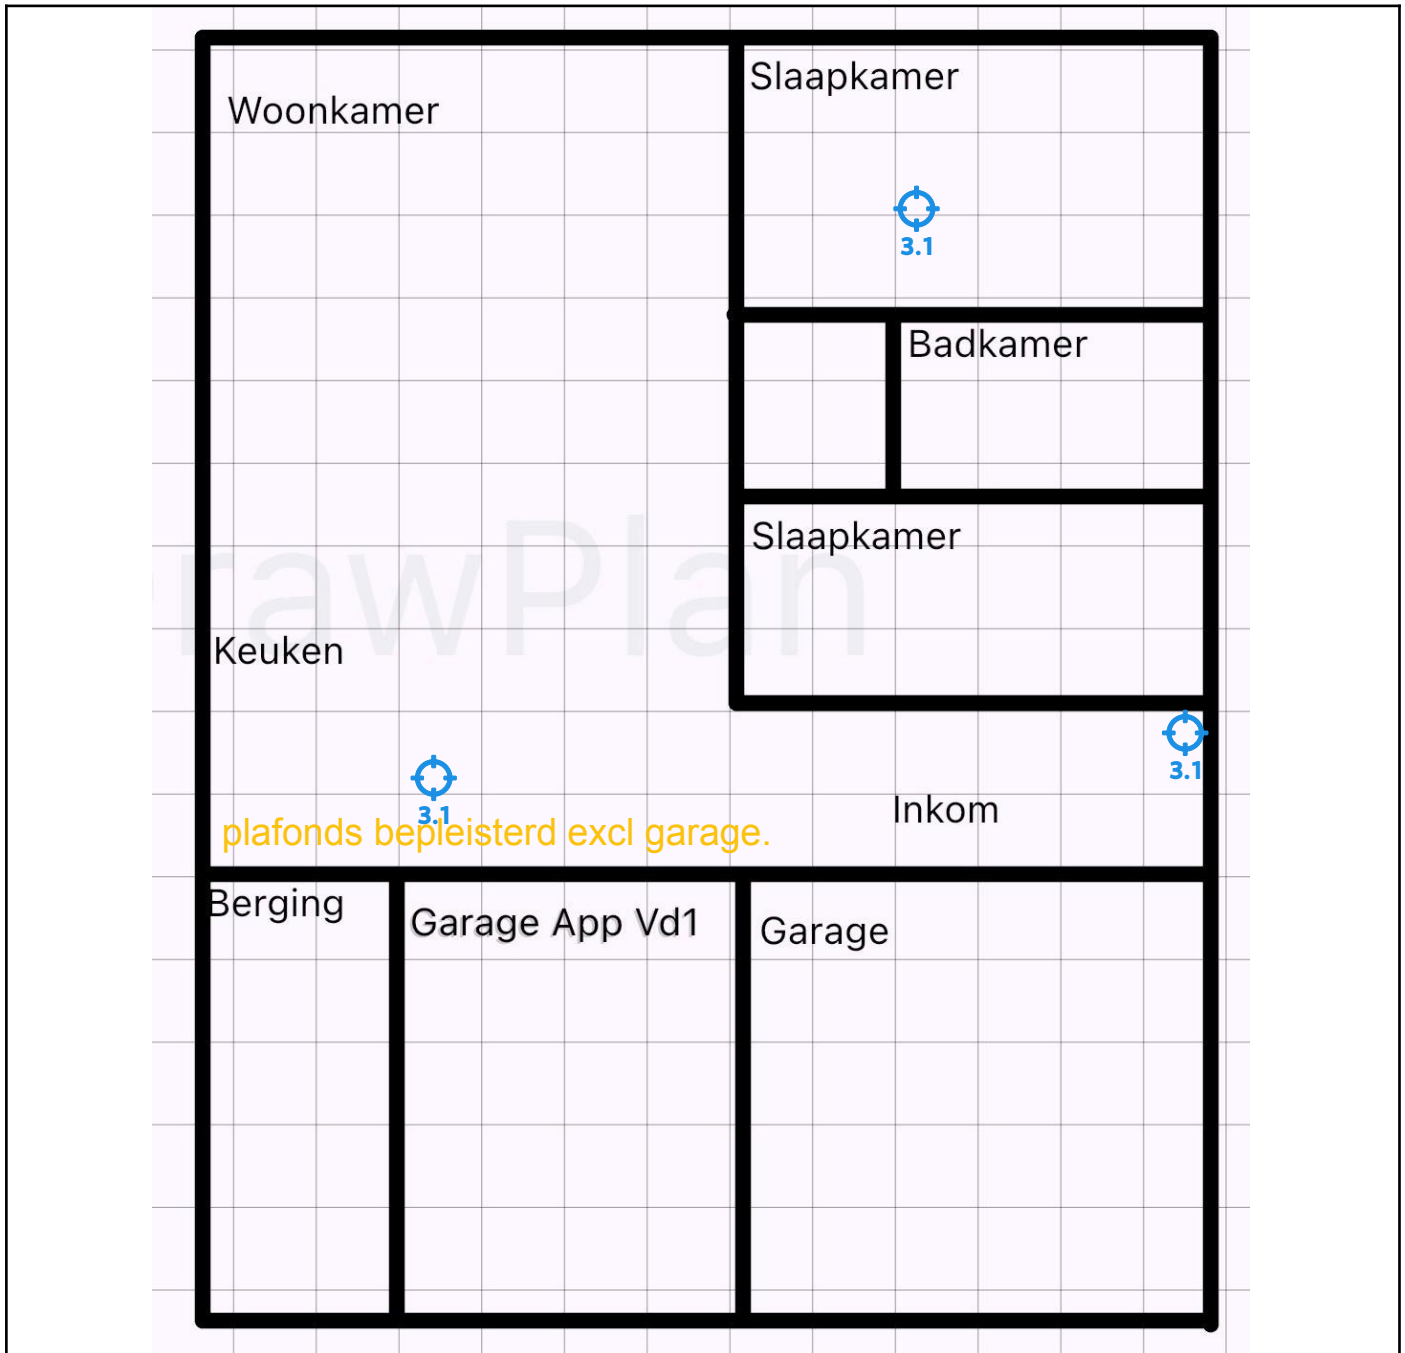 Slaapkamer
Woonkamer
3.1
Badkamer
Slaapkamer
rawPlan
Keuken
3.1
3.1
Inkom
plafonds bepleisterd excl garage.
Berging
Garage App Vd1
Garage